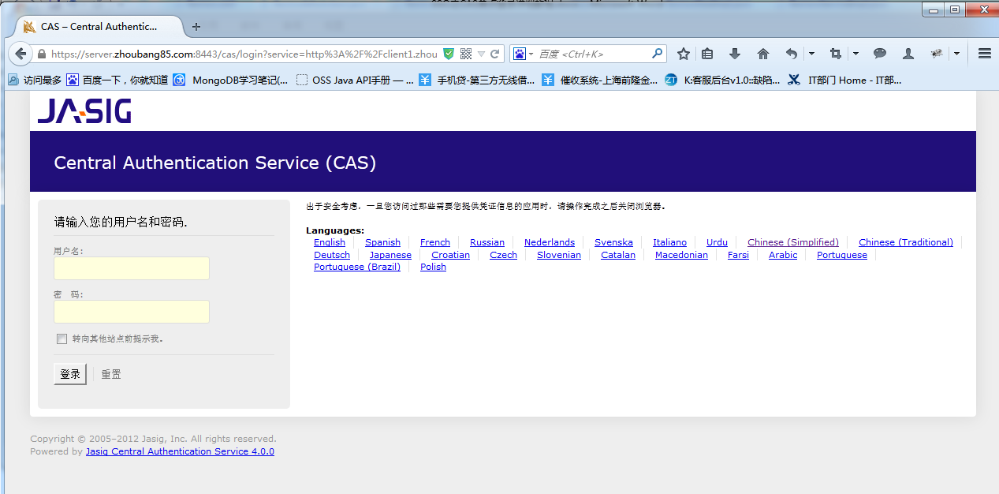 CAS – Central Authentic...
https://server.zhoubang85.com:8443/cas/login?service=http%3A%2F%2Fclient1.zhou
百度 <Ctrl+K>
访问最多 百度一下，你就知道 MongoDB学习笔记(... OSS Java API手册 — ... 手机贷-第三方无线借... 催收系统-上海前隆金... K:客服后台v1.0::缺陷... IT部门 Home - IT部...
JASIG
Central Authentication Service (CAS)
请输入您的用户名和密码.
用户名:
密 码:
转向其他站点前提示我。
登录 重置
出于安全考虑，一旦您访问过那些需要您提供凭证信息的应用时，请操作完成之后关闭浏览器。
Languages:
English Spanish French Russian Nederlands Svenska Italiano Urdu Chinese (Simplified) Chinese (Traditional)
Deutsch Japanese Croatian Czech Slovenian Catalan Macedonian Farsi Arabic Portuguese
Portuguese (Brazil) Polish
Copyright © 2005–2012 Jasig, Inc. All rights reserved.
Powered by Jasig Central Authentication Service 4.0.0